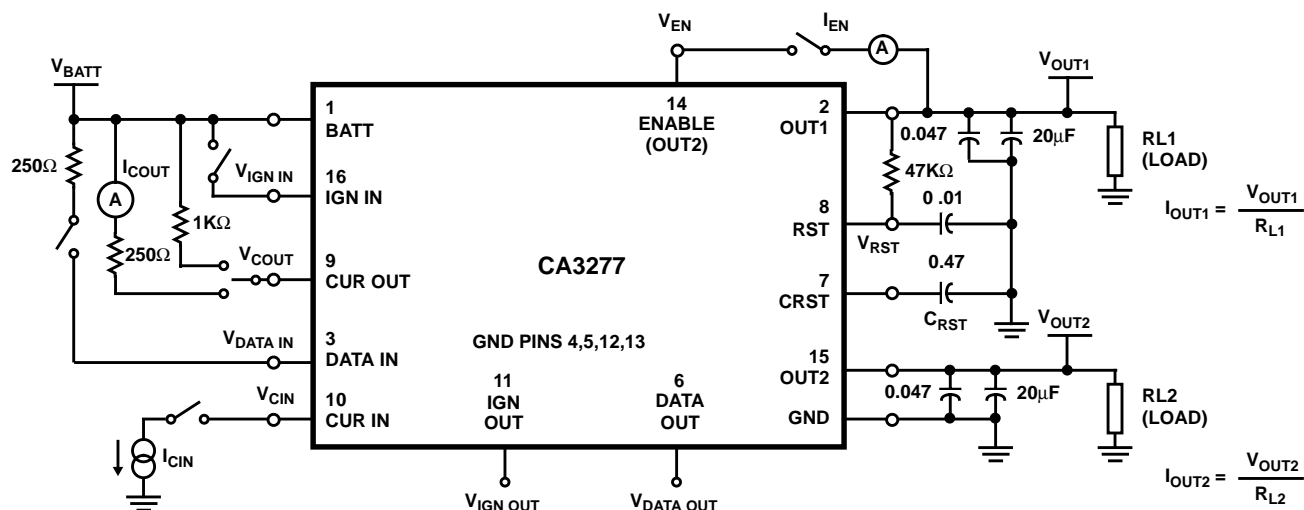 V_EN
I_EN
A
V_BATT
V_OUT1
1
BATT
14
ENABLE
(OUT2)
2
OUT1
0.047
20μF
RL1
(LOAD)
250Ω
I_COUT
A
V_IGN IN
16
IGN IN
47KΩ
I_OUT1 = V_OUT1 / R_L1
1KΩ
8
RST
0 .01
V_RST
250Ω
V_COUT
9
CUR OUT
CA3277
7
CRST
0.47
C_RST
V_OUT2
V_DATA IN
3
DATA IN
GND PINS 4,5,12,13
15
OUT2
0.047
20μF
RL2
(LOAD)
V_CIN
10
CUR IN
11
IGN
OUT
6
DATA
OUT
GND
I_CIN
I_OUT2 = V_OUT2 / R_L2
V_IGN OUT
V_DATA OUT